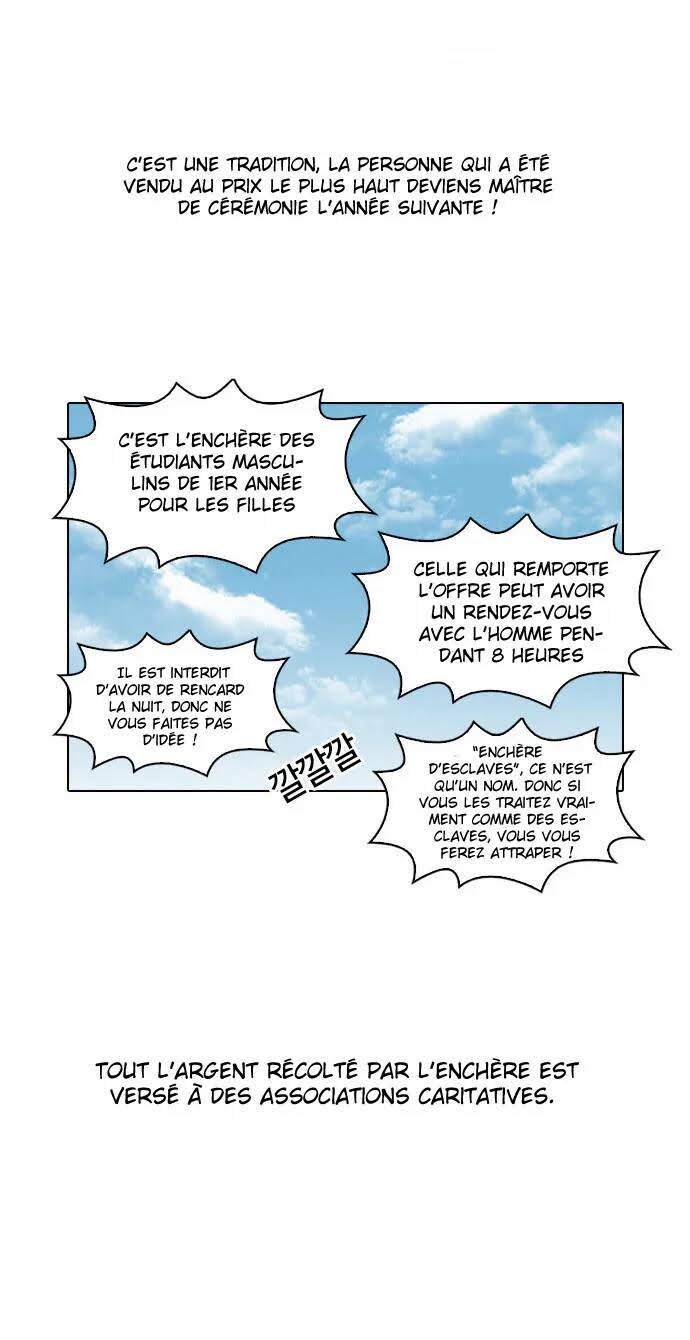 C'EST UNE TRADITION, LA PERSONNE QUI A ÉTÉ
VENDU AU PRIX LE PLUS HAUT DEVIENS MAÎTRE
DE CÉRÉMONIE L'ANNÉE SUIVANTE !
C'EST L'ENCHÈRE DES
ÉTUDIANTS MASCU-
LINS DE 1ER ANNÉE
POUR LES FILLES
CELLE QUI REMPORTE
L'OFFRE PEUT AVOIR
UN RENDEZ-VOUS
AVEC L'HOMME PEN-
DANT 8 HEURES
IL EST INTERDIT
D'AVOIR DE RENCARD
LA NUIT, DONC NE
VOUS FAITES PAS
D'IDÉE !
깔깔깔
"ENCHÈRE
D'ESCLAVES", CE N'EST
QU'UN NOM. DONC SI
VOUS LES TRAITEZ VRAI-
MENT COMME DES ES-
CLAVES, VOUS VOUS
FEREZ ATTRAPER !
TOUT L'ARGENT RÉCOLTÉ PAR L'ENCHÈRE EST
VERSÉ À DES ASSOCIATIONS CARITATIVES.